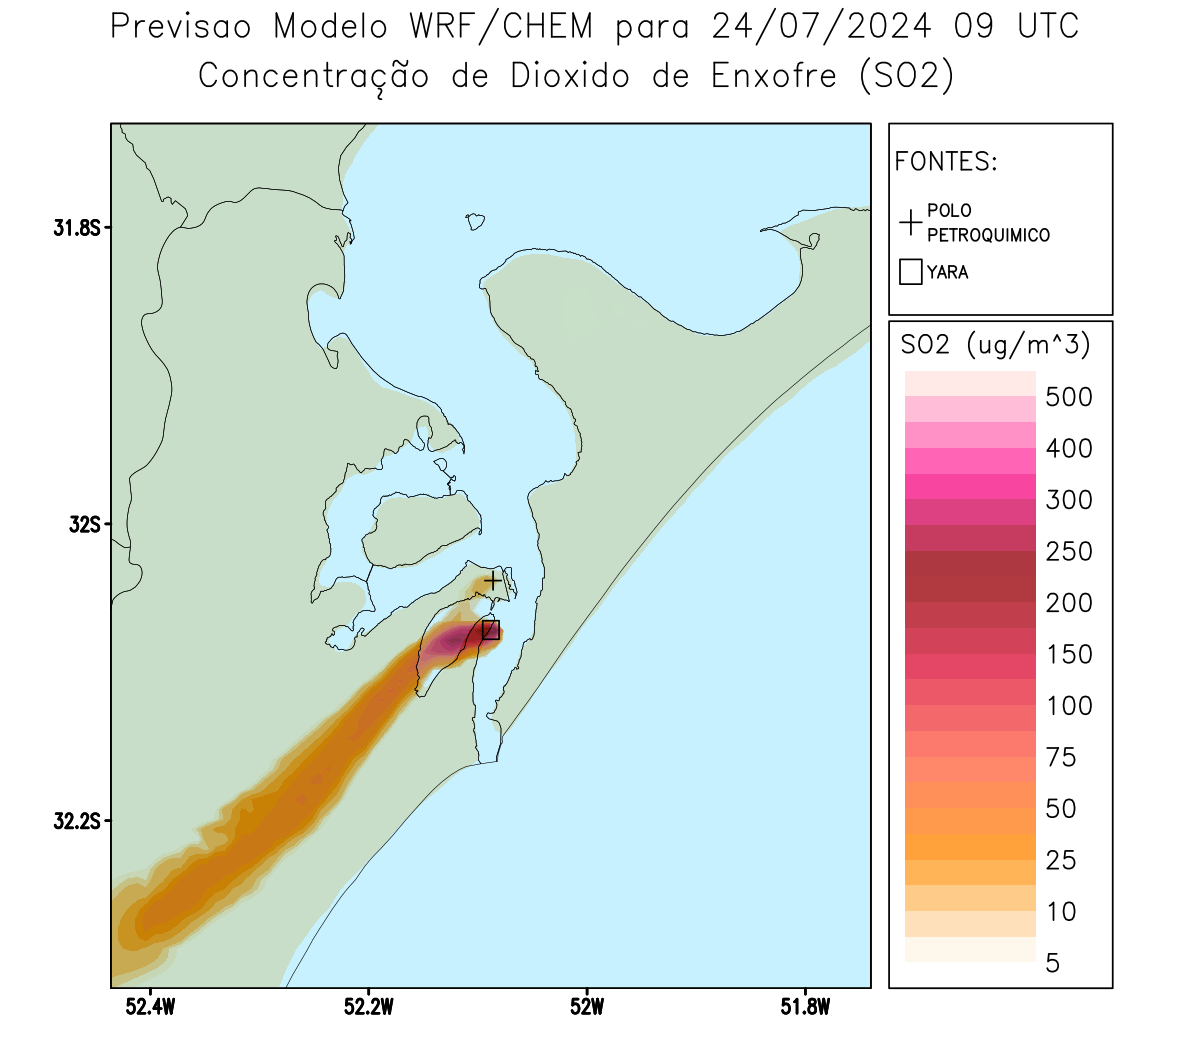 Previsao Modelo WRF/CHEM para 24/07/2024 09 UTC
Concentração de Dioxido de Enxofre (SO2)
FONTES:
POLO
PETROQUIMICO
YARA
SO2 (ug/m^3)
500
400
300
250
200
150
100
75
50
25
10
5
31.8S
32S
32.2S
52.4W
52.2W
52W
51.8W